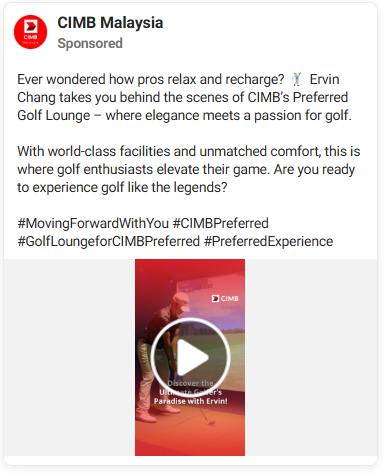 CIMB Malaysia
CIMB
Sponsored
Ever wondered how pros relax and recharge? 🏌️ Ervin
Chang takes you behind the scenes of CIMB's Preferred
Golf Lounge – where elegance meets a passion for golf.
With world-class facilities and unmatched comfort, this is
where golf enthusiasts elevate their game. Are you ready
to experience golf like the legends?
#MovingForwardWithYou #CIMBPreferred
#GolfLoungeforCIMBPreferred #PreferredExperience
CIMB
Discover the
Ultimate Golfer's
Paradise with Ervin!